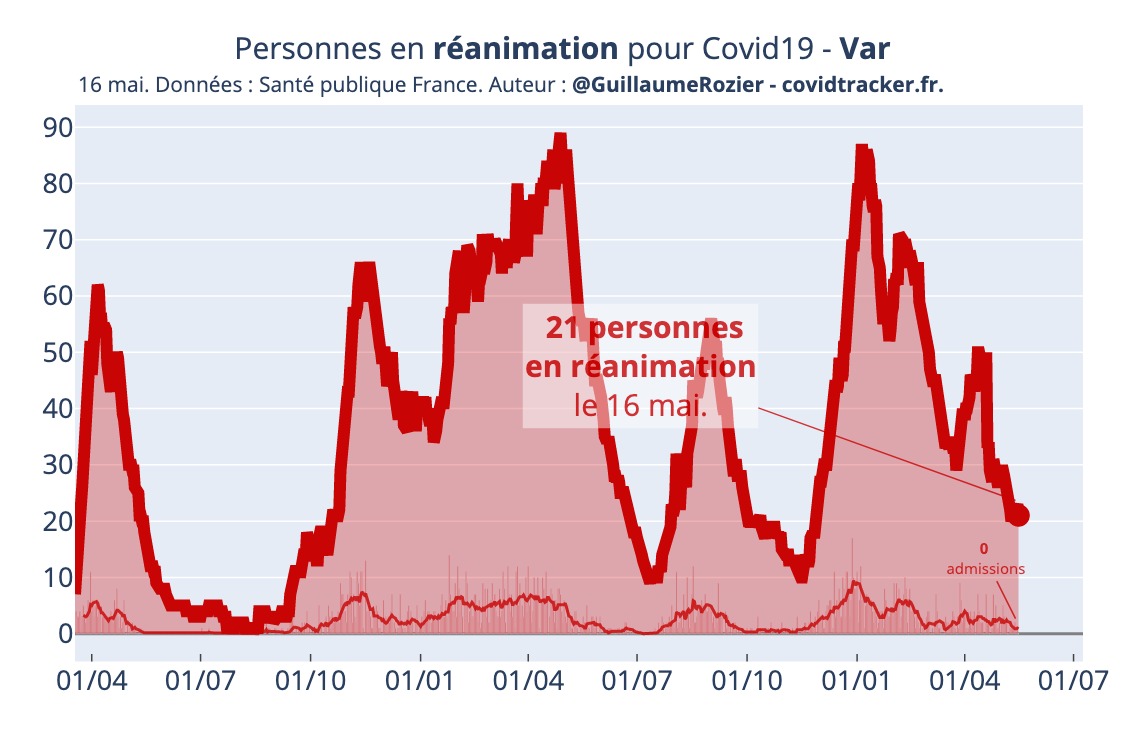 Personnes en réanimation pour Covid19 - Var
16 mai. Données : Santé publique France. Auteur : @GuillaumeRozier - covidtracker.fr.
90
80
70
60
50
40
30
20
10
0
21 personnes
en réanimation
le 16 mai.
0
admissions
01/04 01/07 01/10 01/01 01/04 01/07 01/10 01/01 01/04 01/07